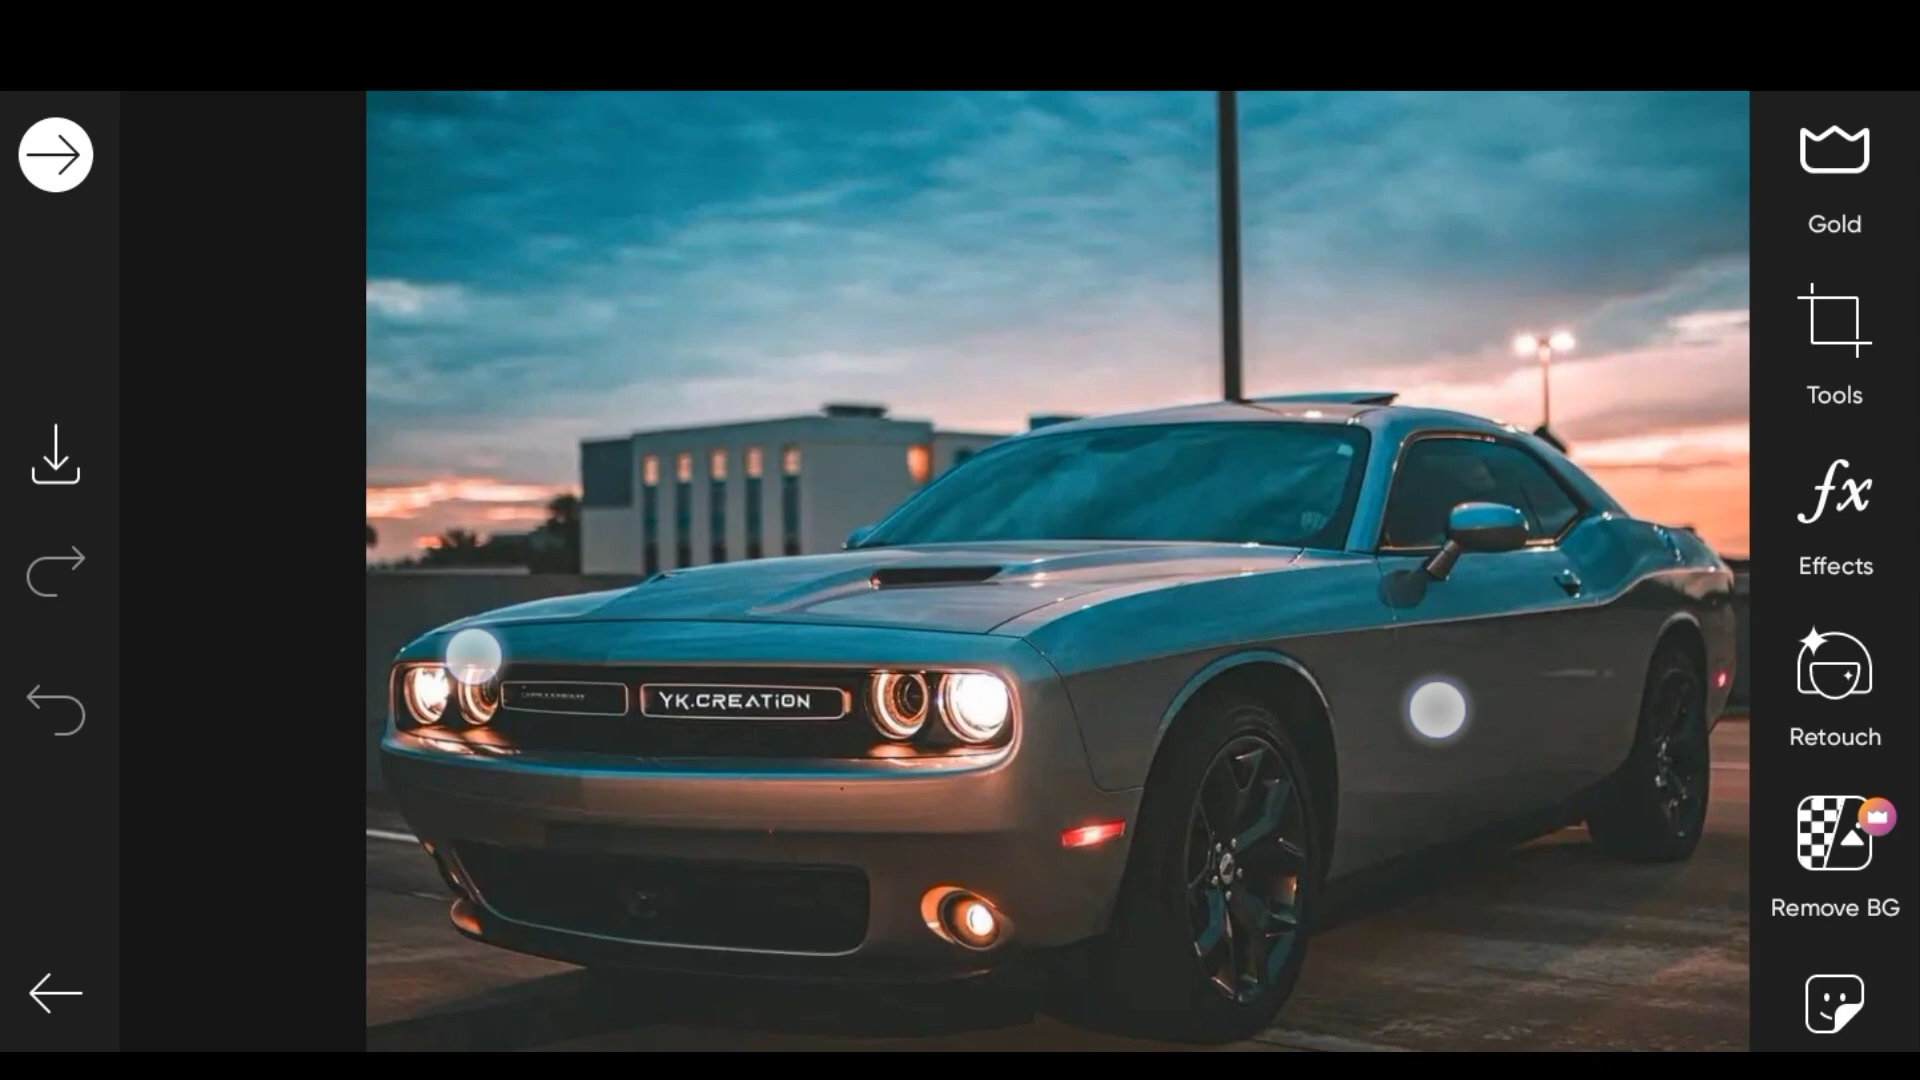 Gold
Tools
Effects
YK.CREATiON
Retouch
Remove BG